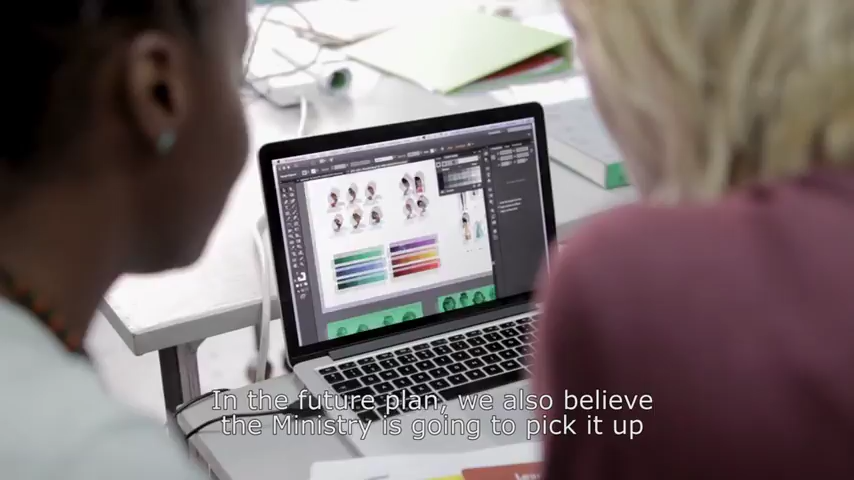 In the future plan, we also believe
the Ministry is going to pick it up